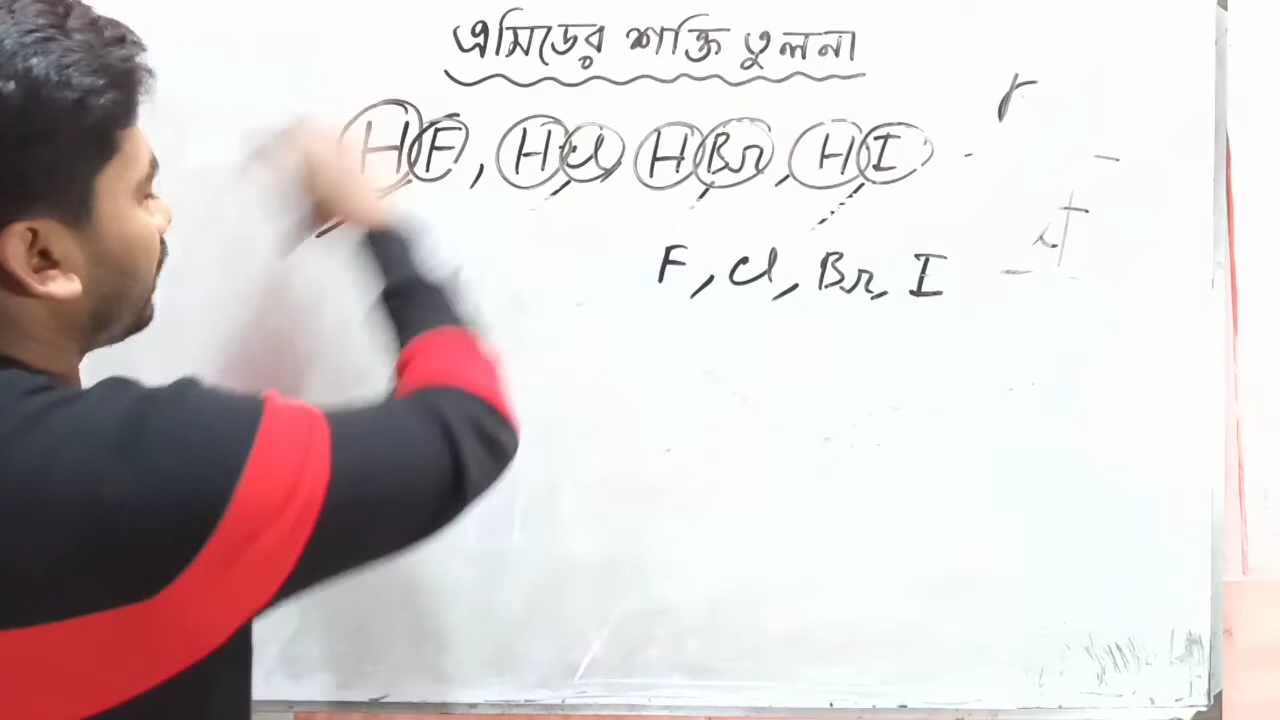 এসিডের শক্তি তুলনা
HF, HCl, HBr, HI
F, Cl, Br, I